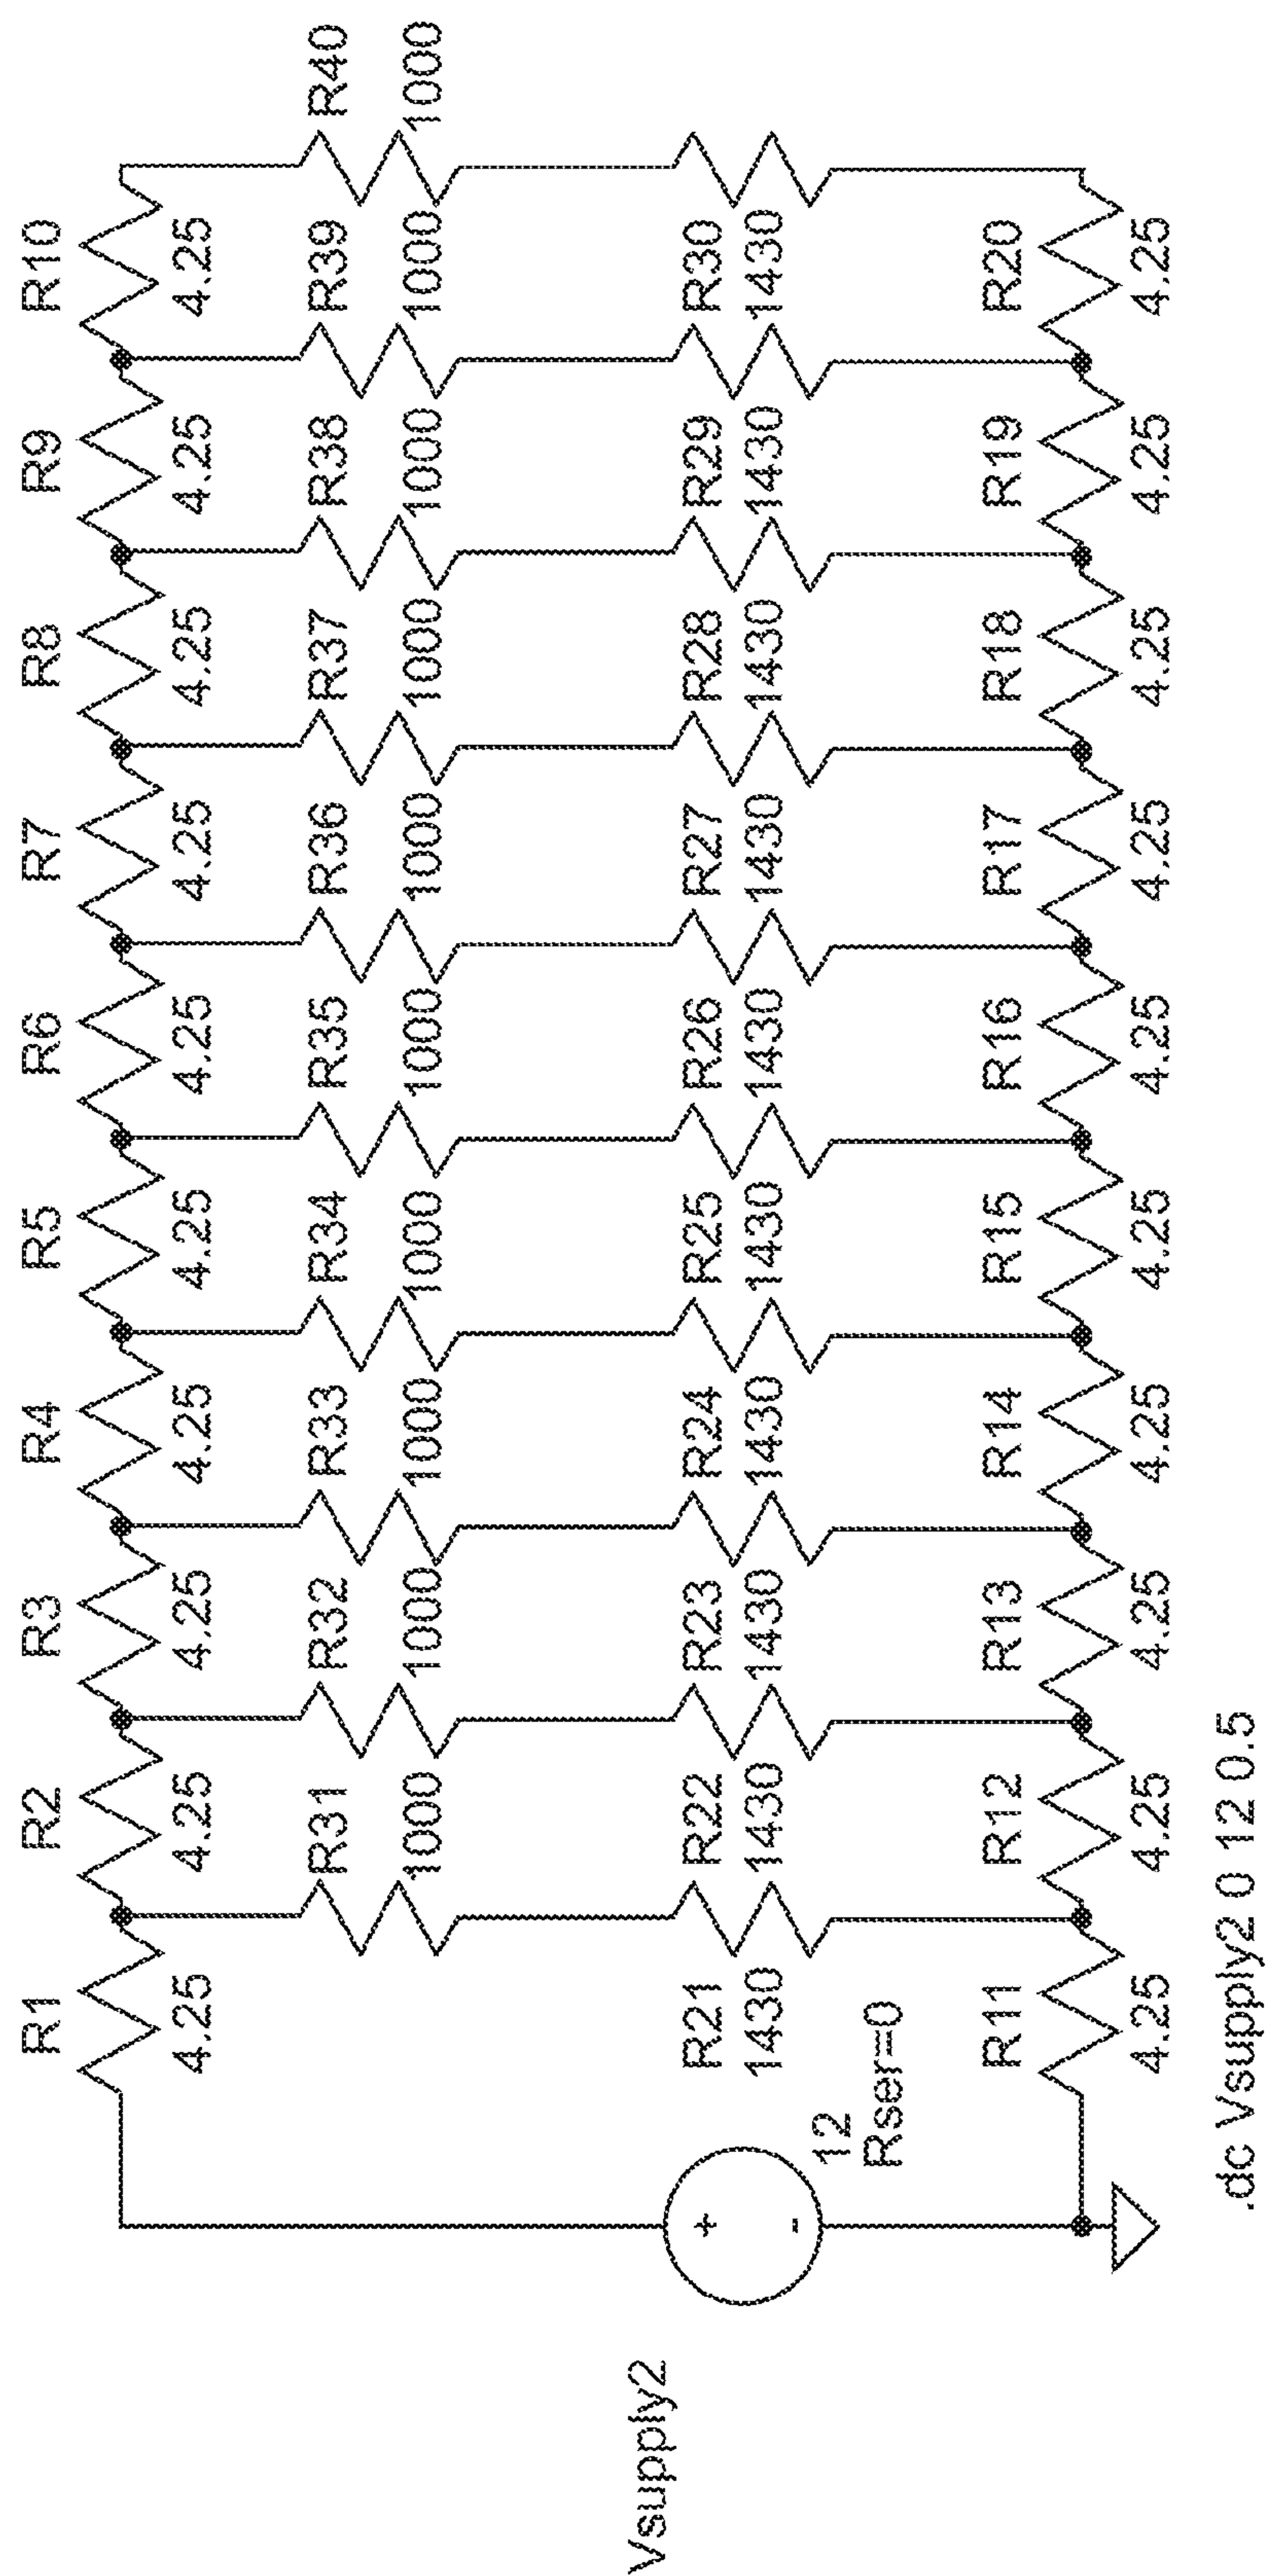 R1 R2 R3 R4 R5 R6 R7 R8 R9 R10
4.25 4.25 4.25 4.25 4.25 4.25 4.25 4.25 4.25 4.25
R31 R32 R33 R34 R35 R36 R37 R38 R39 R40
1000 1000 1000 1000 1000 1000 1000 1000 1000 1000
Vsupply2
+
-
12
Rser=0
R21 R22 R23 R24 R25 R26 R27 R28 R29 R30
1430 1430 1430 1430 1430 1430 1430 1430 1430 1430
R11 R12 R13 R14 R15 R16 R17 R18 R19 R20
4.25 4.25 4.25 4.25 4.25 4.25 4.25 4.25 4.25 4.25
.dc Vsupply2 0 12 0.5